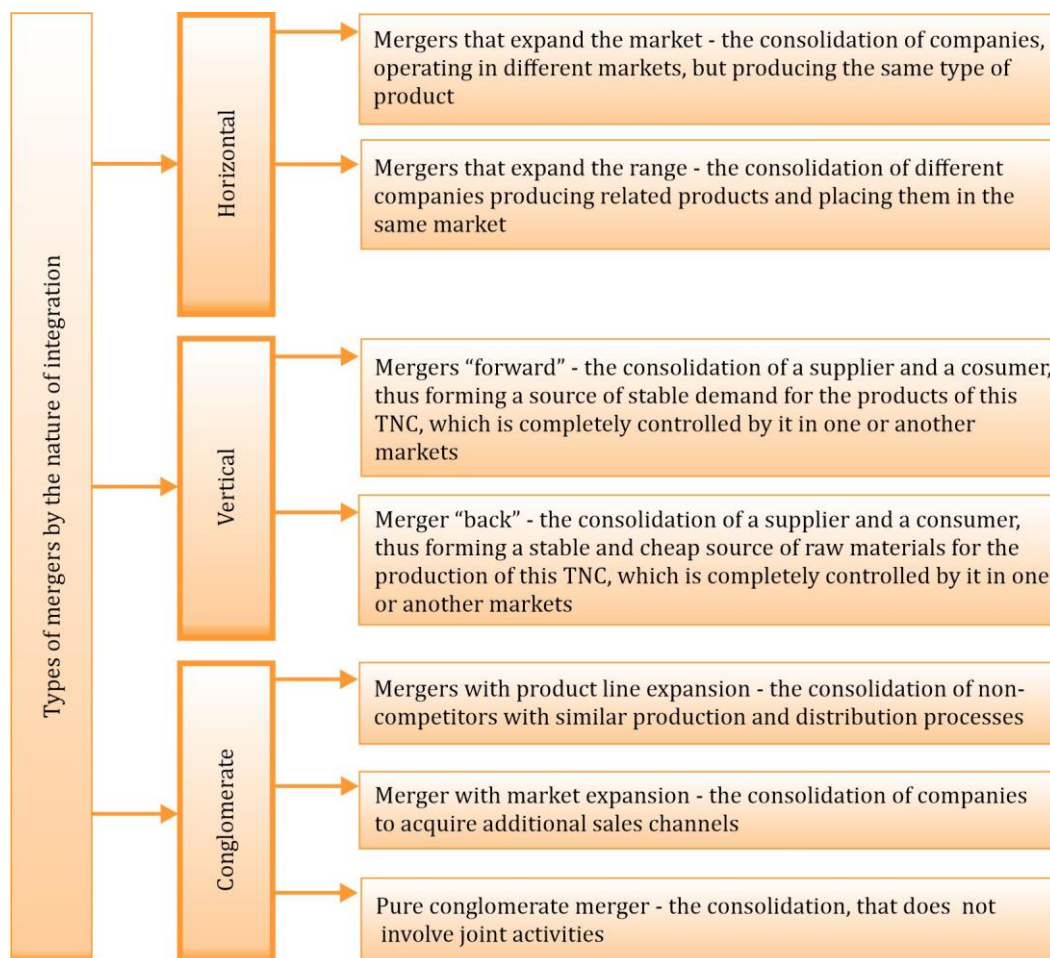 Types of mergers by the nature of integration
Horizontal
Mergers that expand the market - the consolidation of companies,
operating in different markets, but producing the same type of
product
Mergers that expand the range - the consolidation of different
companies producing related products and placing them in the
same market
Vertical
Mergers “forward” - the consolidation of a supplier and a cosumer,
thus forming a source of stable demand for the products of this
TNC, which is completely controlled by it in one or another
markets
Merger “back” - the consolidation of a supplier and a consumer,
thus forming a stable and cheap source of raw materials for the
production of this TNC, which is completely controlled by it in one
or another markets
Conglomerate
Mergers with product line expansion - the consolidation of non-
competitors with similar production and distribution processes
Merger with market expansion - the consolidation of companies
to acquire additional sales channels
Pure conglomerate merger - the consolidation, that does not
involve joint activities